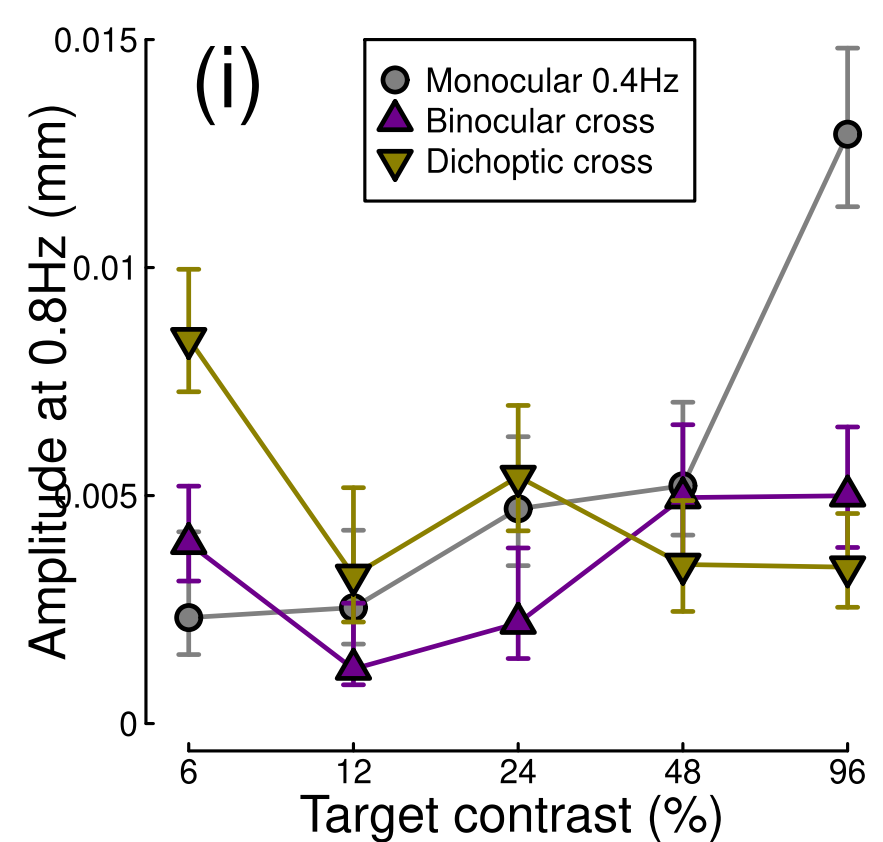 0.015
(i)
Monocular 0.4Hz
Binocular cross
Dichoptic cross
Amplitude at 0.8Hz (mm)
0.01
0.005
0
6 12 24 48 96
Target contrast (%)